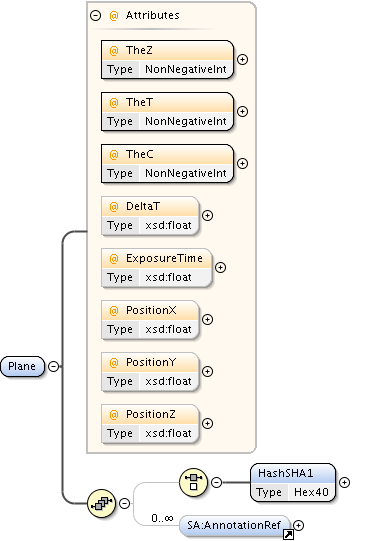 @ Attributes
@ TheZ
Type NonNegativeInt
@ TheT
Type NonNegativeInt
@ TheC
Type NonNegativeInt
@ DeltaT
Type xsd:float
@ ExposureTime
Type xsd:float
@ PositionX
Type xsd:float
@ PositionY
Type xsd:float
@ PositionZ
Type xsd:float
Plane
HashSHA1
Type Hex40
0..∞
SA:AnnotationRef